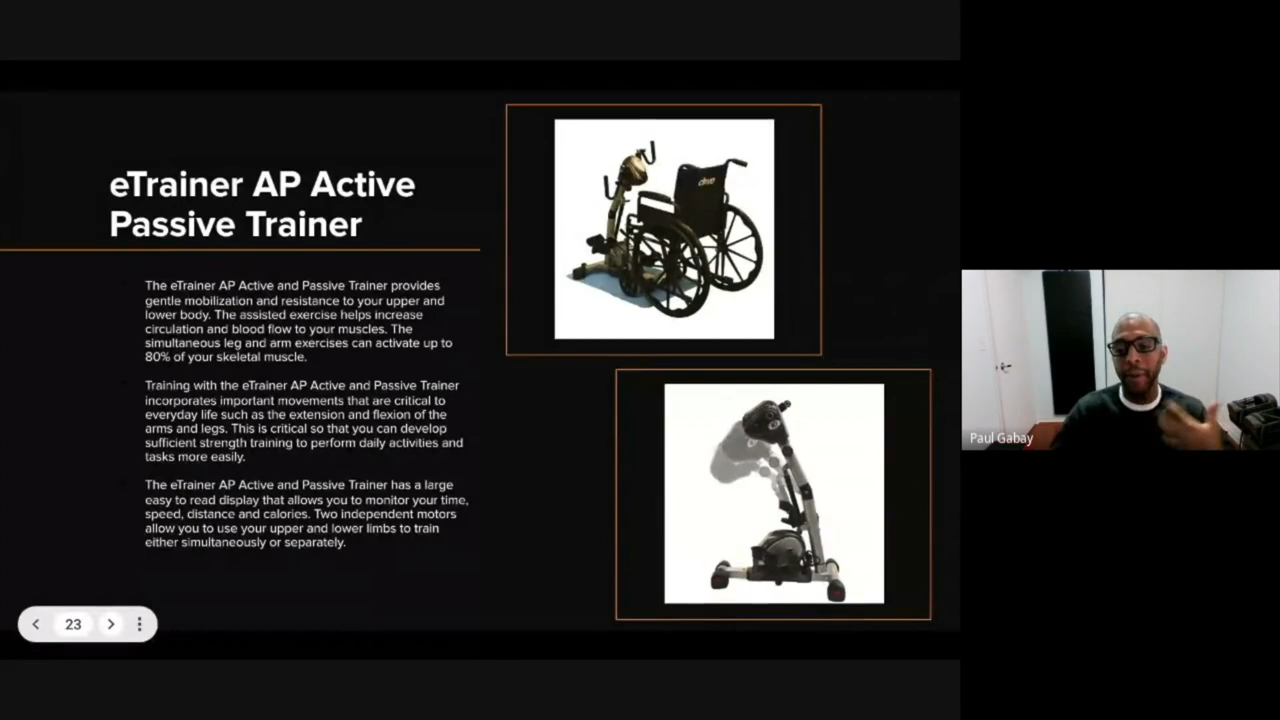 eTrainer AP Active
Passive Trainer
The eTrainer AP Active and Passive Trainer provides
gentle mobilization and resistance to your upper and
lower body. The assisted exercise helps increase
circulation and blood flow to your muscles. The
simultaneous leg and arm exercises can activate up to
80% of your skeletal muscle.
Training with the eTrainer AP Active and Passive Trainer
incorporates important movements that are critical to
everyday life such as the extension and flexion of the
arms and legs. This is critical so that you can develop
sufficient strength training to perform daily activities and
tasks more easily.
The eTrainer AP Active and Passive Trainer has a large
easy to read display that allows you to monitor your time,
speed, distance and calories. Two independent motors
allow you to use your upper and lower limbs to train
either simultaneously or separately.
drive
23
Paul Gabay